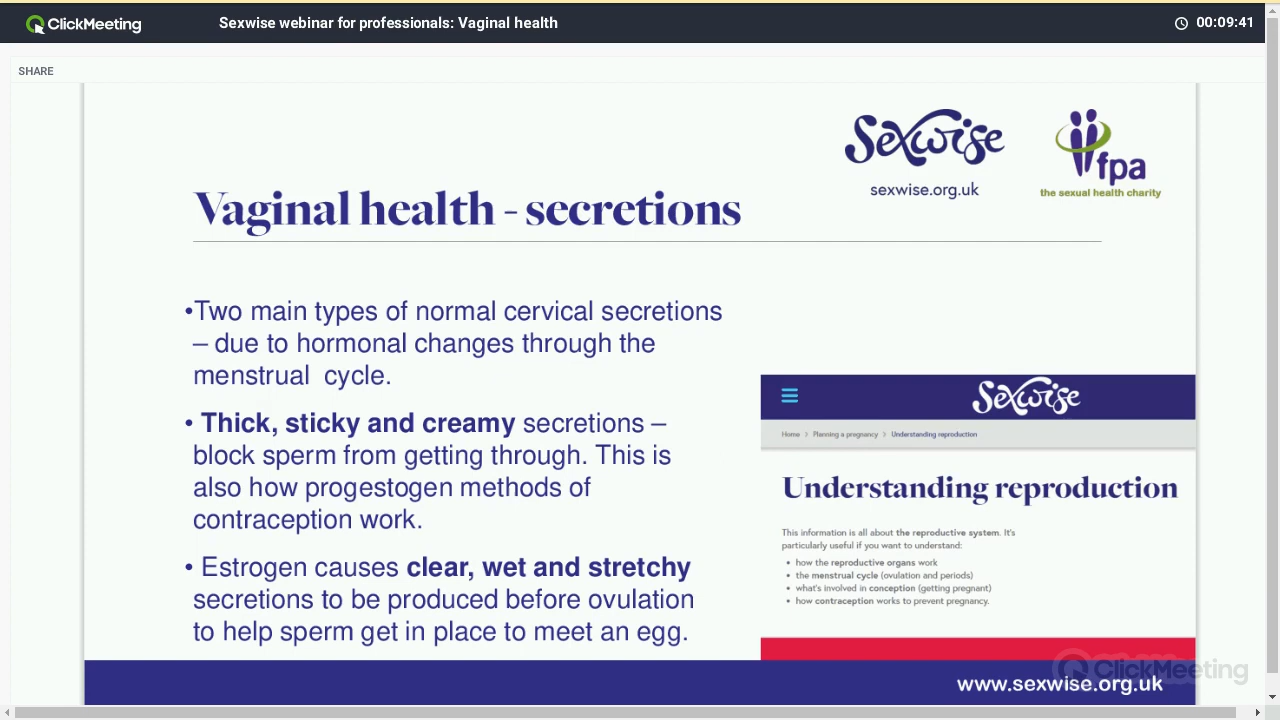 ClickMeeting
Sexwise webinar for professionals: Vaginal health
00:09:41
SHARE
Sexwise
sexwise.org.uk
fpa
the sexual health charity
Vaginal health - secretions
•Two main types of normal cervical secretions
– due to hormonal changes through the
menstrual cycle.
• Thick, sticky and creamy secretions –
block sperm from getting through. This is
also how progestogen methods of
contraception work.
• Estrogen causes clear, wet and stretchy
secretions to be produced before ovulation
to help sperm get in place to meet an egg.
Sexwise
Home > Planning a pregnancy > Understanding reproduction
Understanding reproduction
This information is all about the reproductive system. It's
particularly useful if you want to understand:
• how the reproductive organs work
• the menstrual cycle (ovulation and periods)
• what's involved in conception (getting pregnant)
• how contraception works to prevent pregnancy.
ClickMeeting
www.sexwise.org.uk